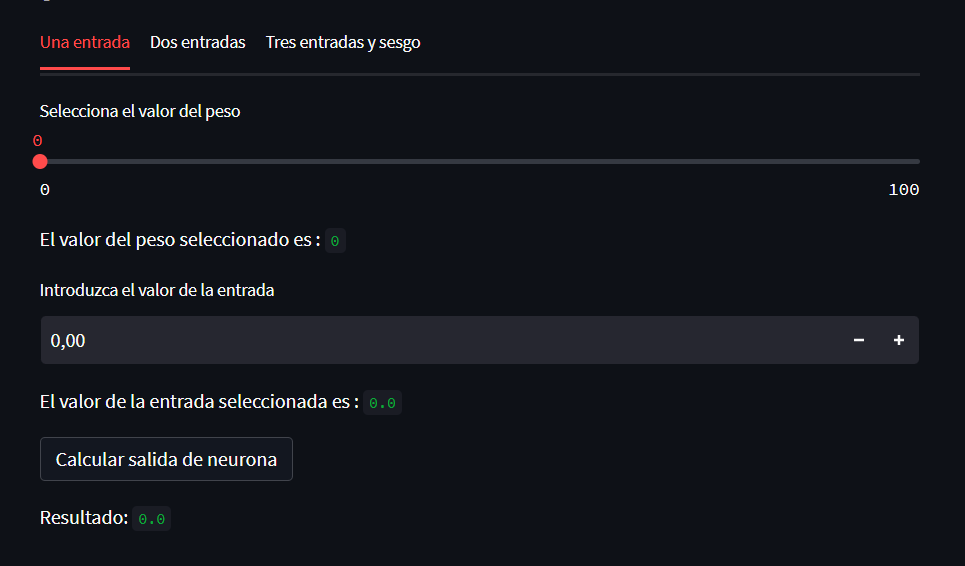 Una entrada Dos entradas Tres entradas y sesgo
Selecciona el valor del peso
0
0 100
El valor del peso seleccionado es : 0
Introduzca el valor de la entrada
0,00 − +
El valor de la entrada seleccionada es : 0.0
Calcular salida de neurona
Resultado: 0.0